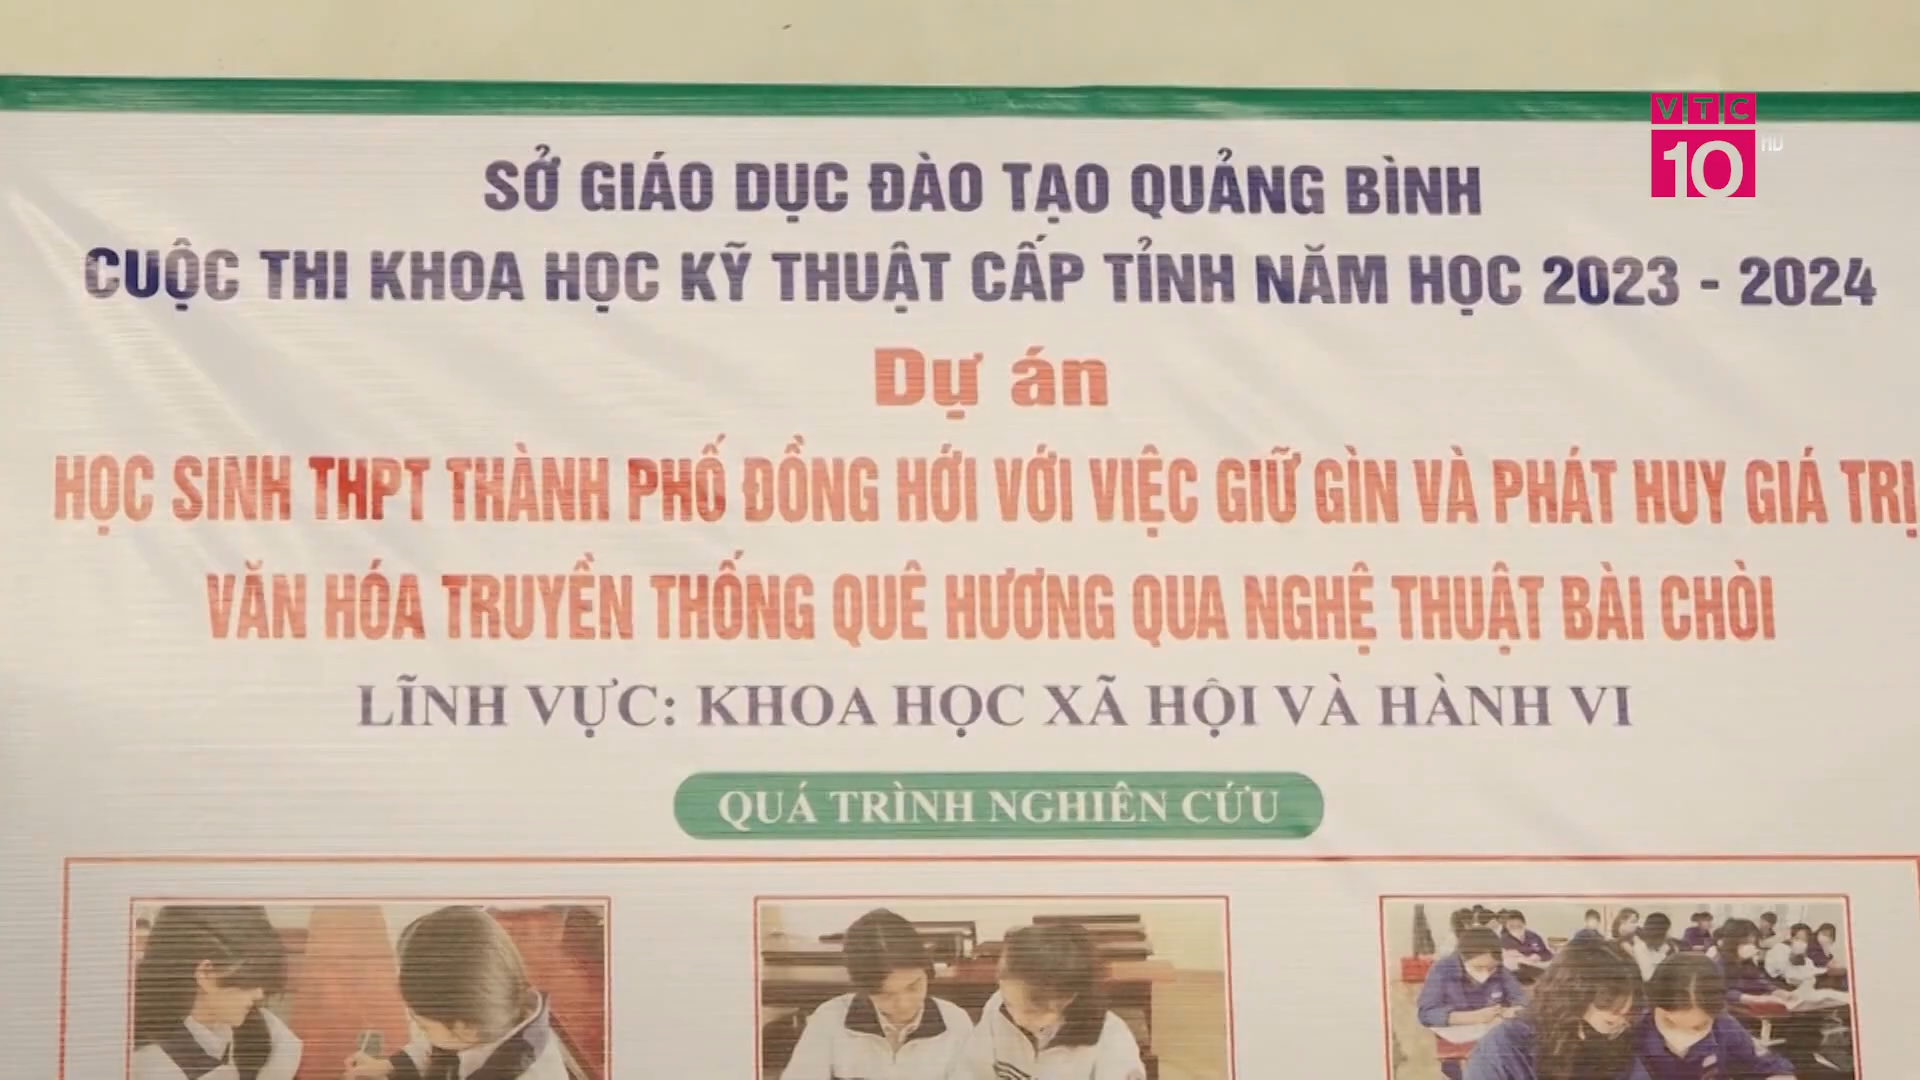 VTC
10 HD
SỞ GIÁO DỤC ĐÀO TẠO QUẢNG BÌNH
CUỘC THI KHOA HỌC KỸ THUẬT CẤP TỈNH NĂM HỌC 2023 - 2024
Dự án
HỌC SINH THPT THÀNH PHỐ ĐỒNG HỚI VỚI VIỆC GIỮ GÌN VÀ PHÁT HUY GIÁ TRỊ
VĂN HÓA TRUYỀN THỐNG QUÊ HƯƠNG QUA NGHỆ THUẬT BÀI CHÒI
LĨNH VỰC: KHOA HỌC XÃ HỘI VÀ HÀNH VI
QUÁ TRÌNH NGHIÊN CỨU